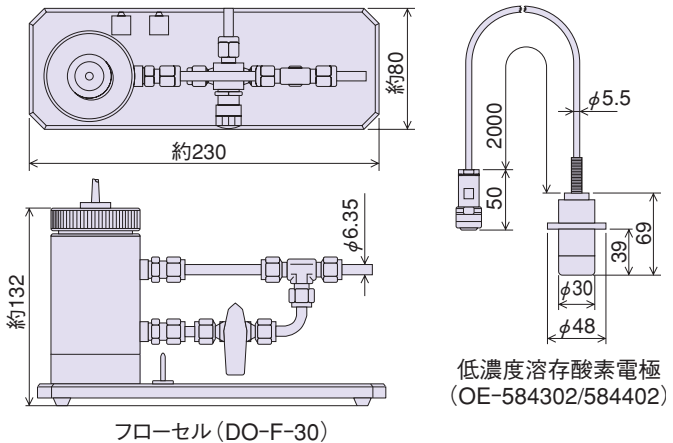 約80
約230
φ5.5
2000
50
39
69
φ30
φ48
φ6.35
約132
低濃度溶存酸素電極
(OE-584302/584402)
フローセル(DO-F-30)